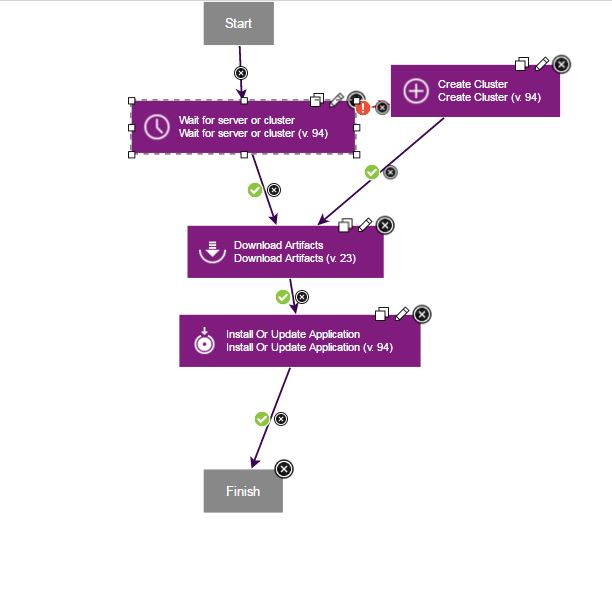 Start
Create Cluster
Create Cluster (v. 94)
Wait for server or cluster
Wait for server or cluster (v. 94)
Download Artifacts
Download Artifacts (v. 23)
Install Or Update Application
Install Or Update Application (v. 94)
Finish